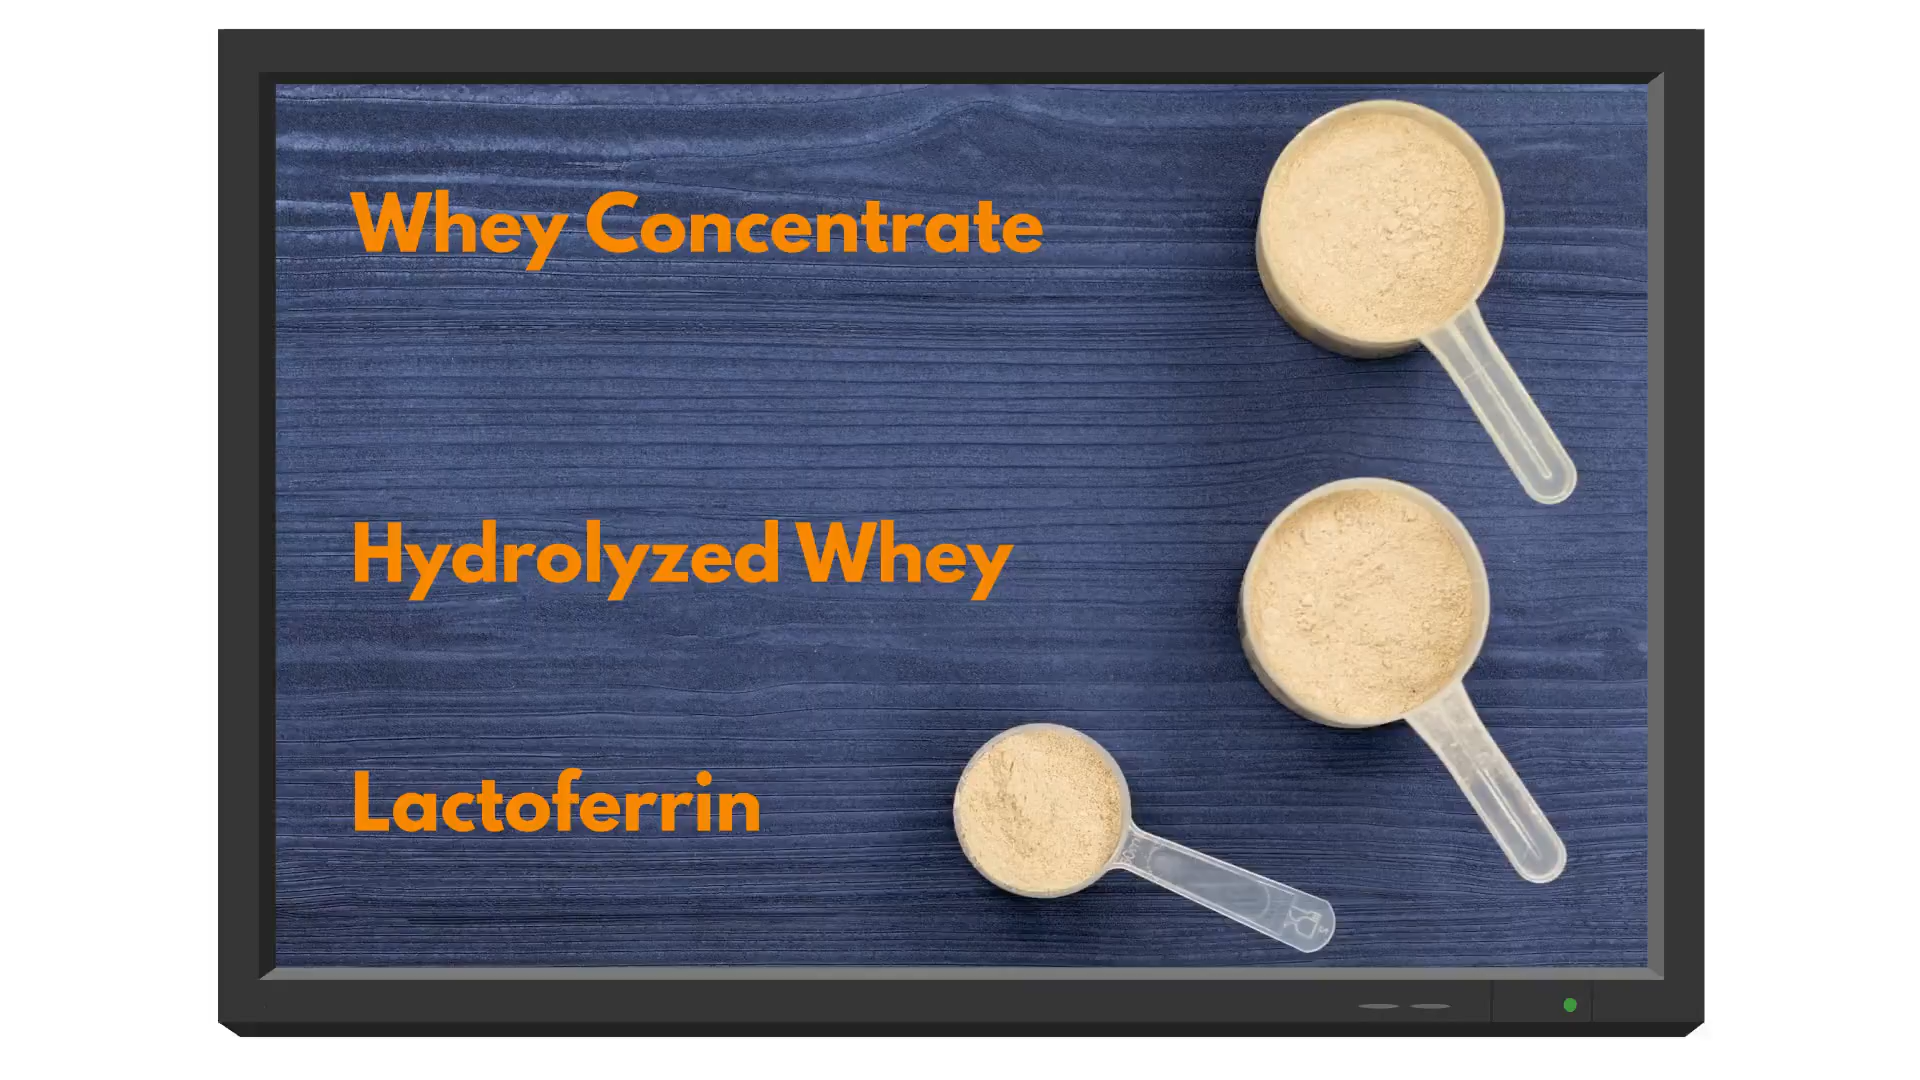 Whey Concentrate
Hydrolyzed Whey
Lactoferrin